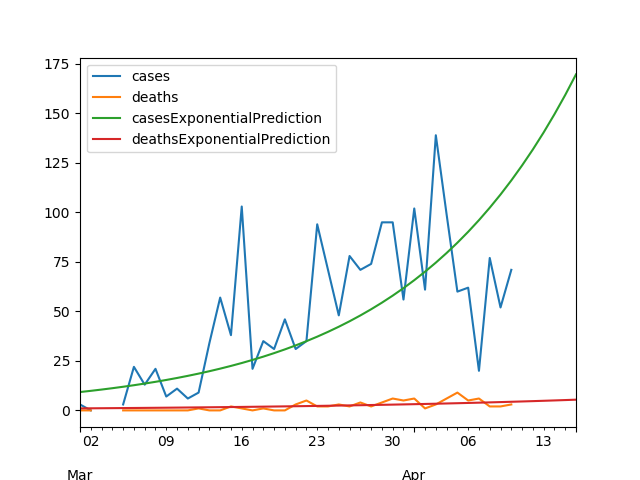 175
150
125
100
75
50
25
0
cases
deaths
casesExponentialPrediction
deathsExponentialPrediction
02 09 16 23 30 06 13
Mar Apr